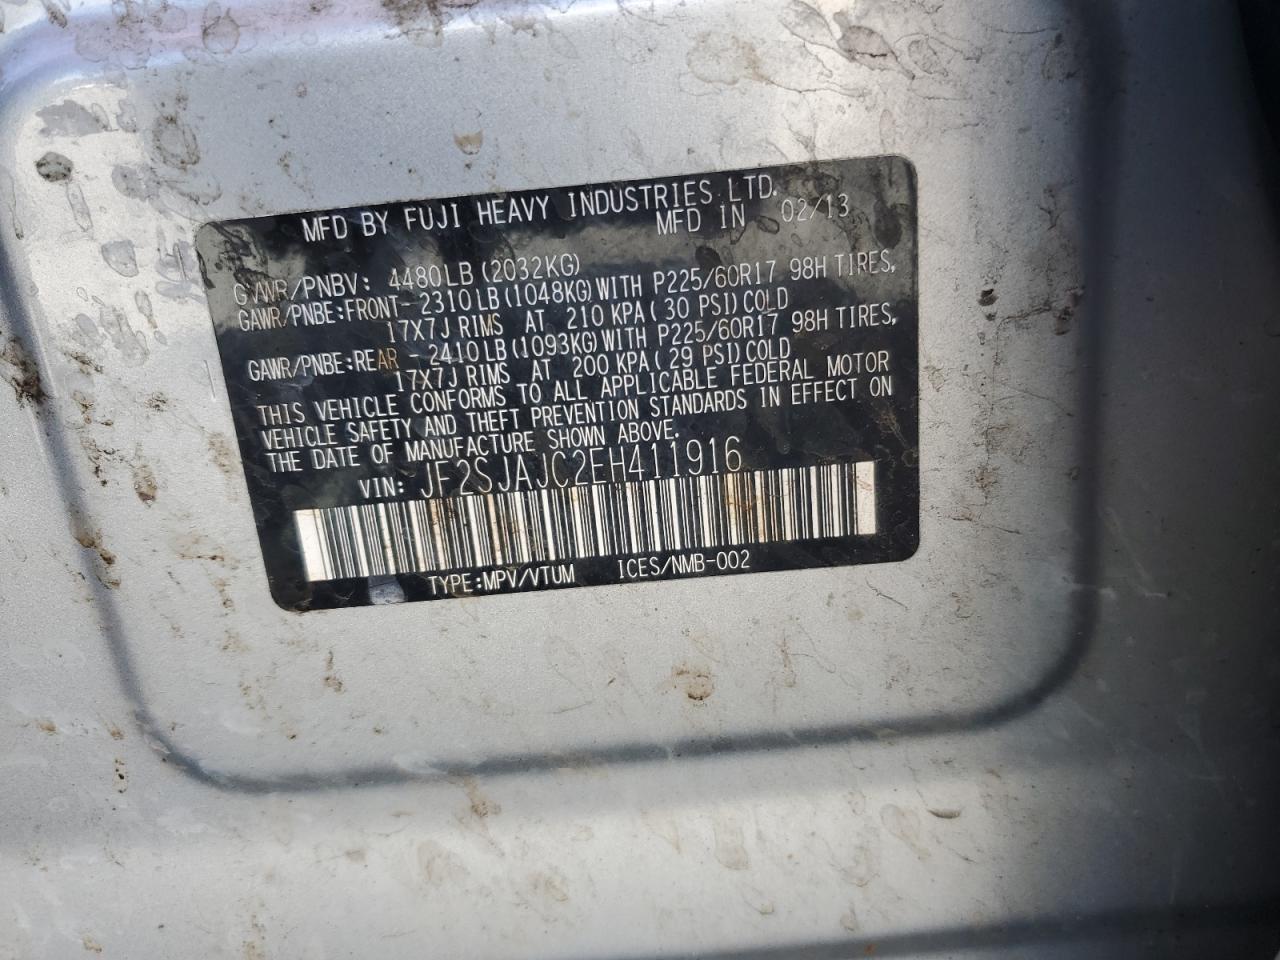 MFD BY FUJI HEAVY INDUSTRIES LTD.
MFD IN 02/13
GVWR/PNBV: 4480LB (2032KG)
GAWR/PNBE:FRONT-2310LB (1048KG) WITH P225/60R17 98H TIRES,
17X7J RIMS AT 210 KPA (30 PSI) COLD
GAWR/PNBE:REAR -2410LB (1093KG) WITH P225/60R17 98H TIRES,
17X7J RIMS AT 200 KPA (29 PSI) COLD
THIS VEHICLE CONFORMS TO ALL APPLICABLE FEDERAL MOTOR
VEHICLE SAFETY AND THEFT PREVENTION STANDARDS IN EFFECT ON
THE DATE OF MANUFACTURE SHOWN ABOVE.
VIN: JF2SJAJC2EH411916
TYPE:MPV/VTUM ICES/NMB-002